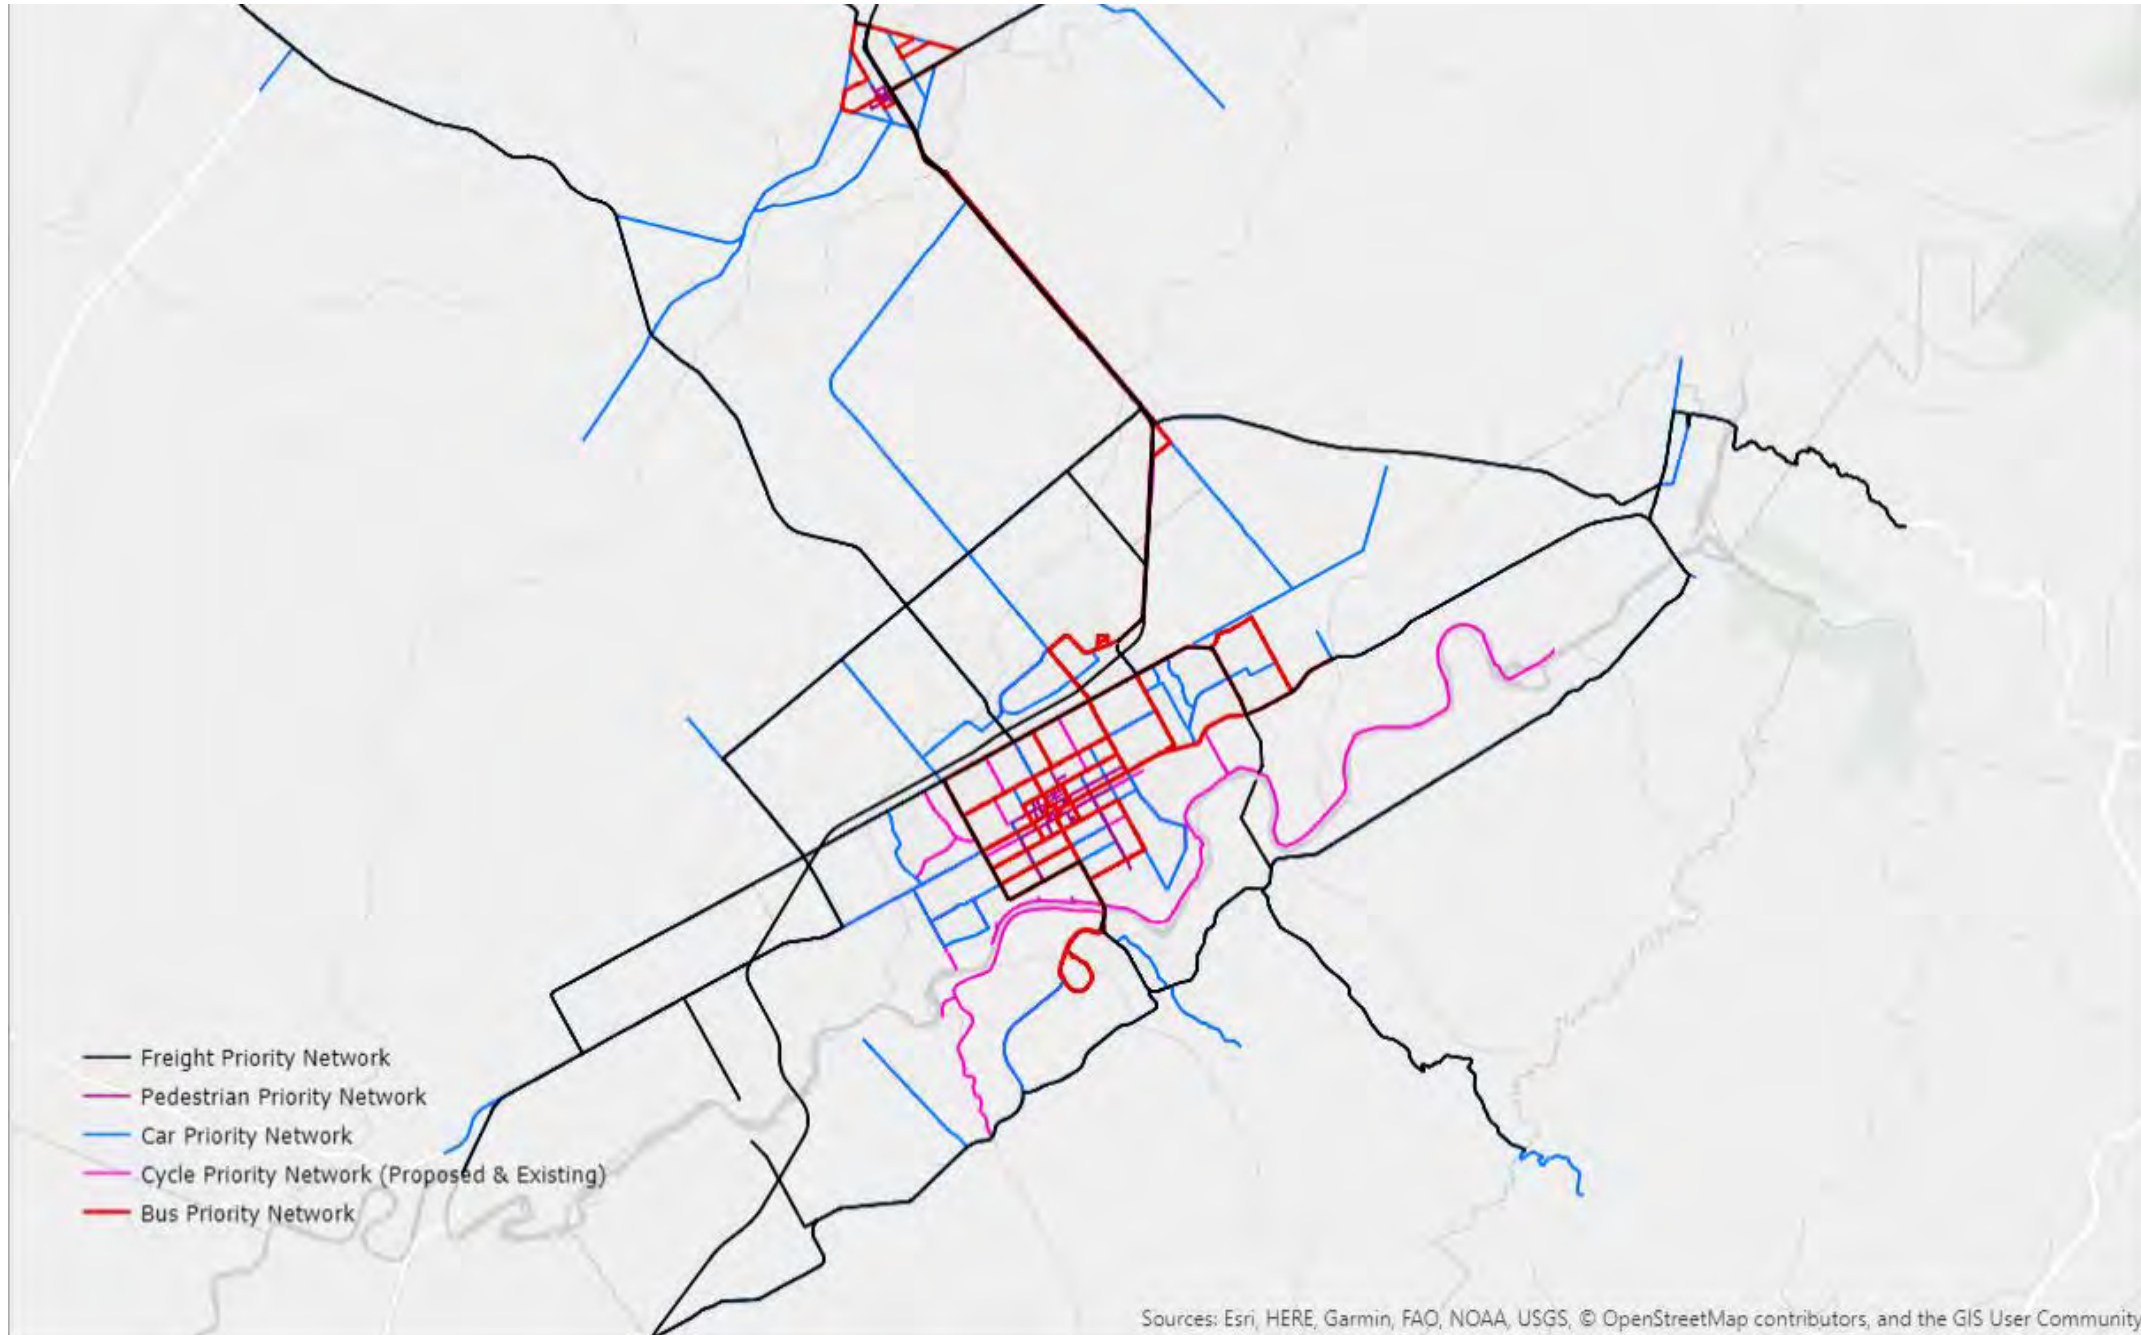 Freight Priority Network
Pedestrian Priority Network
Car Priority Network
Cycle Priority Network (Proposed & Existing)
Bus Priority Network
Sources: Esri, HERE, Garmin, FAO, NOAA, USGS, © OpenStreetMap contributors, and the GIS User Community